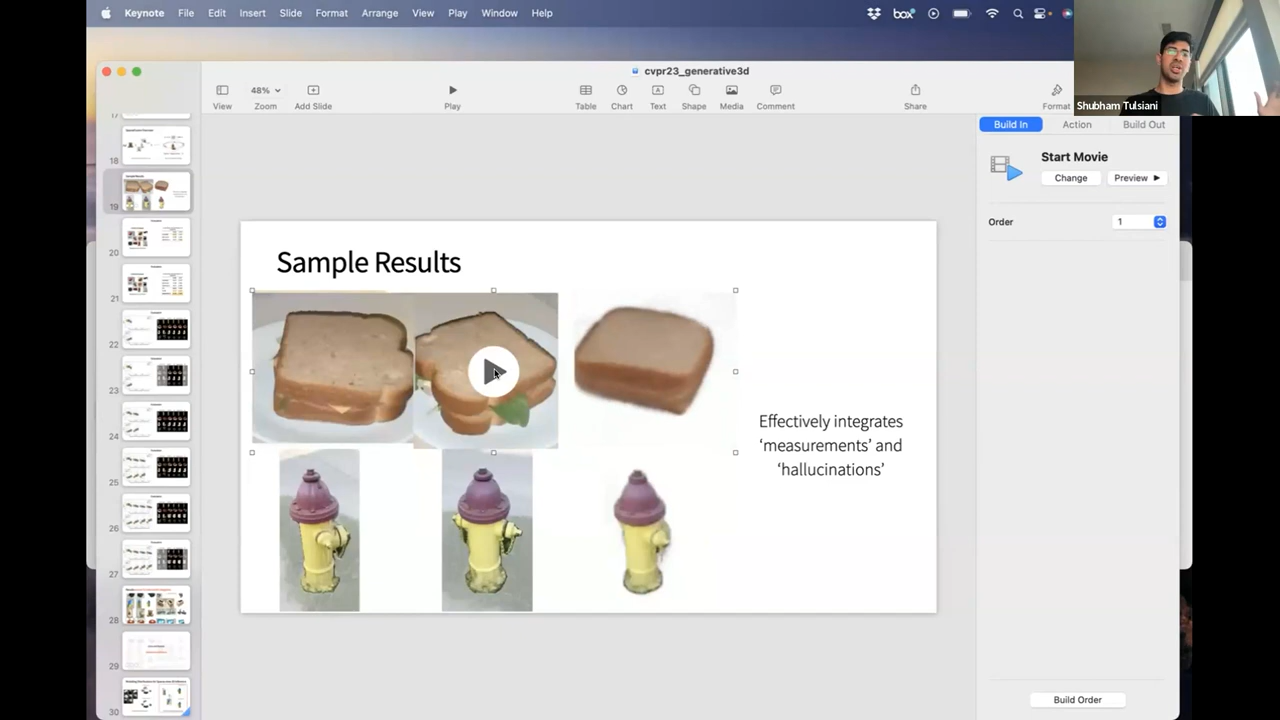 Keynote File Edit Insert Slide Format Arrange View Play Window Help
box
cvpr23_generative3d
View
48%
Zoom
Add Slide
Play
Table
Chart
Text
Shape
Media
Comment
Share
Format
Shubham Tulsiani
Build In
Action
Build Out
Start Movie
Change
Preview
Order
1
Sample Results
Effectively integrates
‘measurements’ and
‘hallucinations’
17
18
19
20
21
22
23
24
25
26
27
28
29
30
Sample Results
Build Order